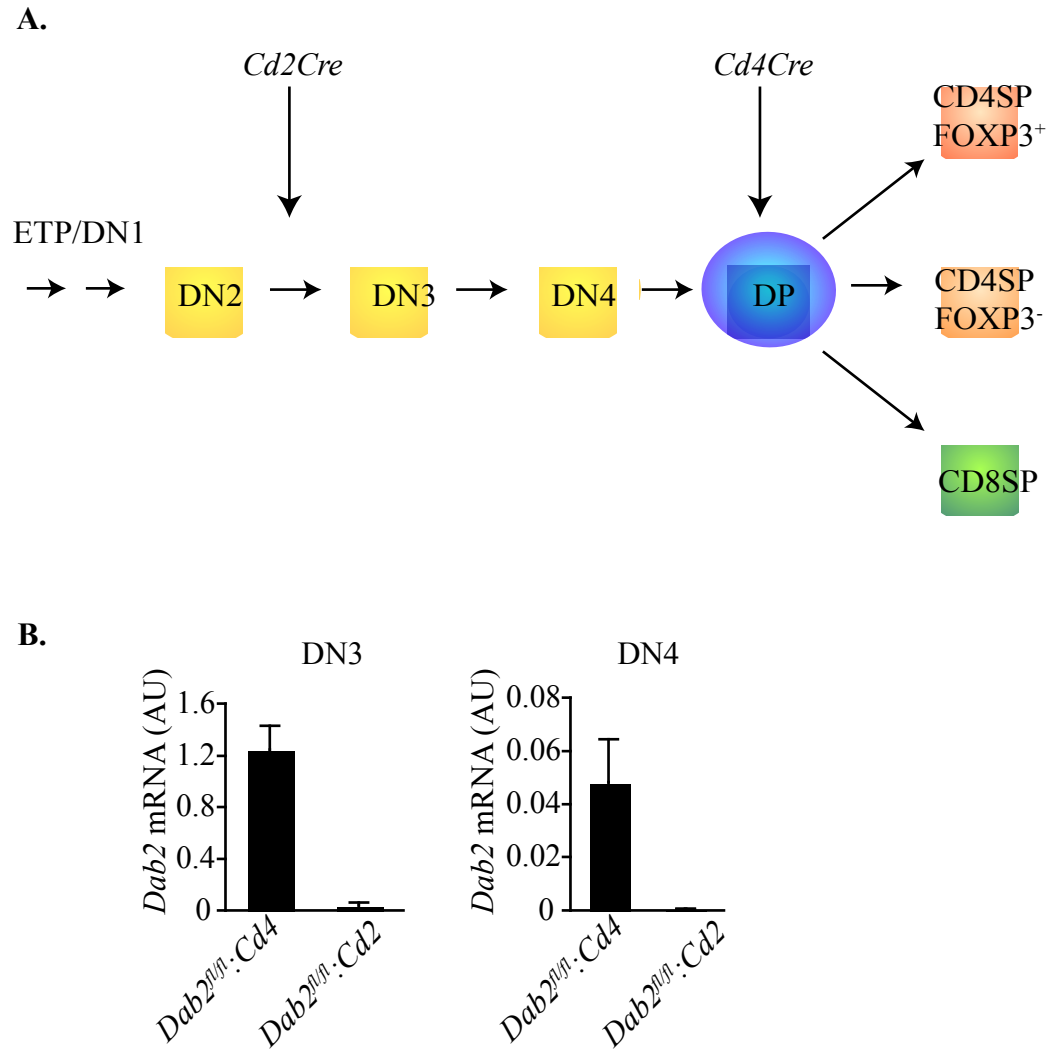 A.
Cd2Cre
Cd4Cre
CD4SP
FOXP3⁺
ETP/DN1
DN2
DN3
DN4
DP
CD4SP
FOXP3⁻
CD8SP
B.
DN3
Dab2 mRNA (AU)
1.6
1.2
0.8
0.4
0
Dab2ᶠˡ/ᶠˡ:Cd4
Dab2ᶠˡ/ᶠˡ:Cd2
DN4
Dab2 mRNA (AU)
0.08
0.06
0.04
0.02
0
Dab2ᶠˡ/ᶠˡ:Cd4
Dab2ᶠˡ/ᶠˡ:Cd2